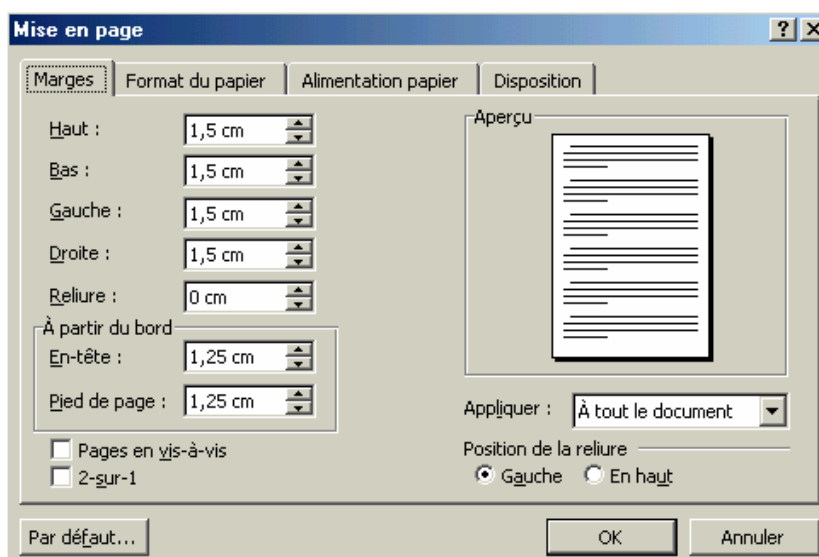 Mise en page
Marges Format du papier Alimentation papier Disposition
Haut : 1,5 cm
Bas : 1,5 cm
Gauche : 1,5 cm
Droite : 1,5 cm
Reliure : 0 cm
À partir du bord
En-tête : 1,25 cm
Pied de page : 1,25 cm
Pages en vis-à-vis
2-sur-1
Aperçu
Appliquer : À tout le document
Position de la reliure
Gauche En haut
Par défaut... OK Annuler